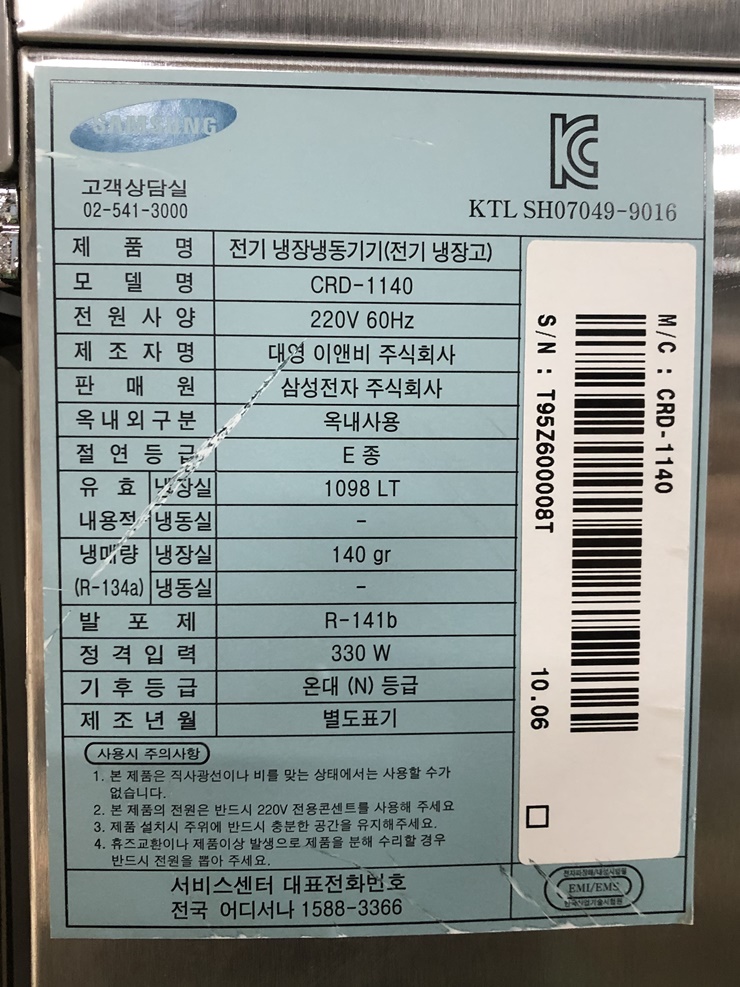 SAMSUNG
고객상담실
02-541-3000
KTL SH07049-9016
제 품 명 전기 냉장냉동기기(전기 냉장고)
모 델 명 CRD-1140
전 원 사 양 220V 60Hz
제 조 자 명 대영 이앤비 주식회사
판 매 원 삼성전자 주식회사
옥내외구분 옥내사용
절 연 등 급 E 종
유 효 냉장실 1098 LT
내용적 냉동실 -
냉매량 냉장실 140 gr
(R-134a) 냉동실 -
발 포 제 R-141b
정 격 입 력 330 W
기 후 등 급 온대 (N) 등급
제 조 년 월 별도표기
M/C : CRD-1140
S/N : T95Z600008T
10.06
사용시 주의사항
1. 본 제품은 직사광선이나 비를 맞는 상태에서는 사용할 수가
없습니다.
2. 본 제품의 전원은 반드시 220V 전용콘센트를 사용해 주세요
3. 제품 설치시 주위에 반드시 충분한 공간을 유지해주세요.
4. 휴즈교환이나 제품이상 발생으로 제품을 분해 수리할 경우
반드시 전원을 뽑아 주세요.
서비스센터 대표전화번호
전국 어디서나 1588-3366
EMI/EMS
한국산업기술시험원